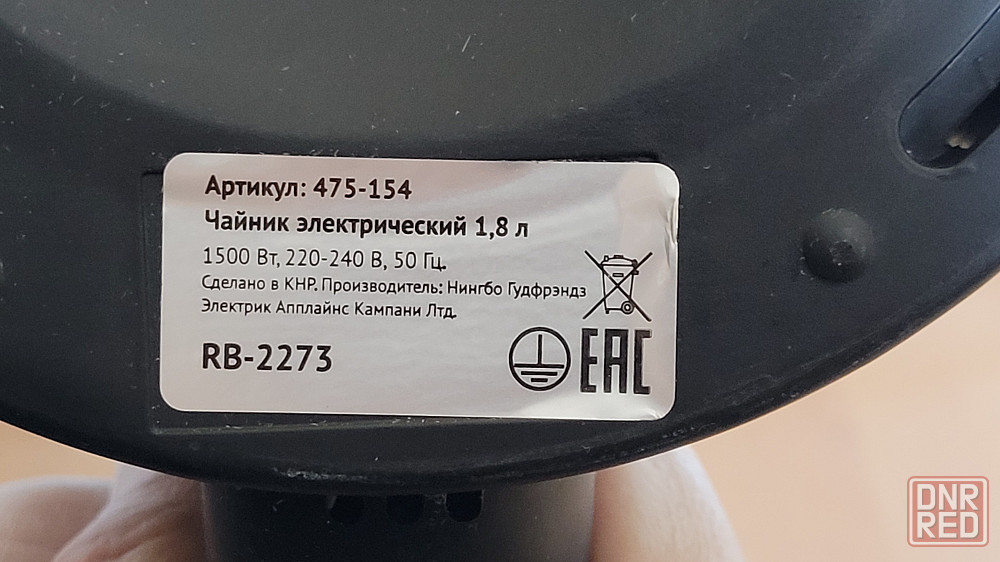 Артикул: 475-154
Чайник электрический 1,8 л
1500 Вт, 220-240 В, 50 Гц.
Сделано в КНР. Производитель: Нингбо Гудфрэндз
Электрик Апплайнс Кампани Лтд.
RB-2273
EAC
DNR
RED